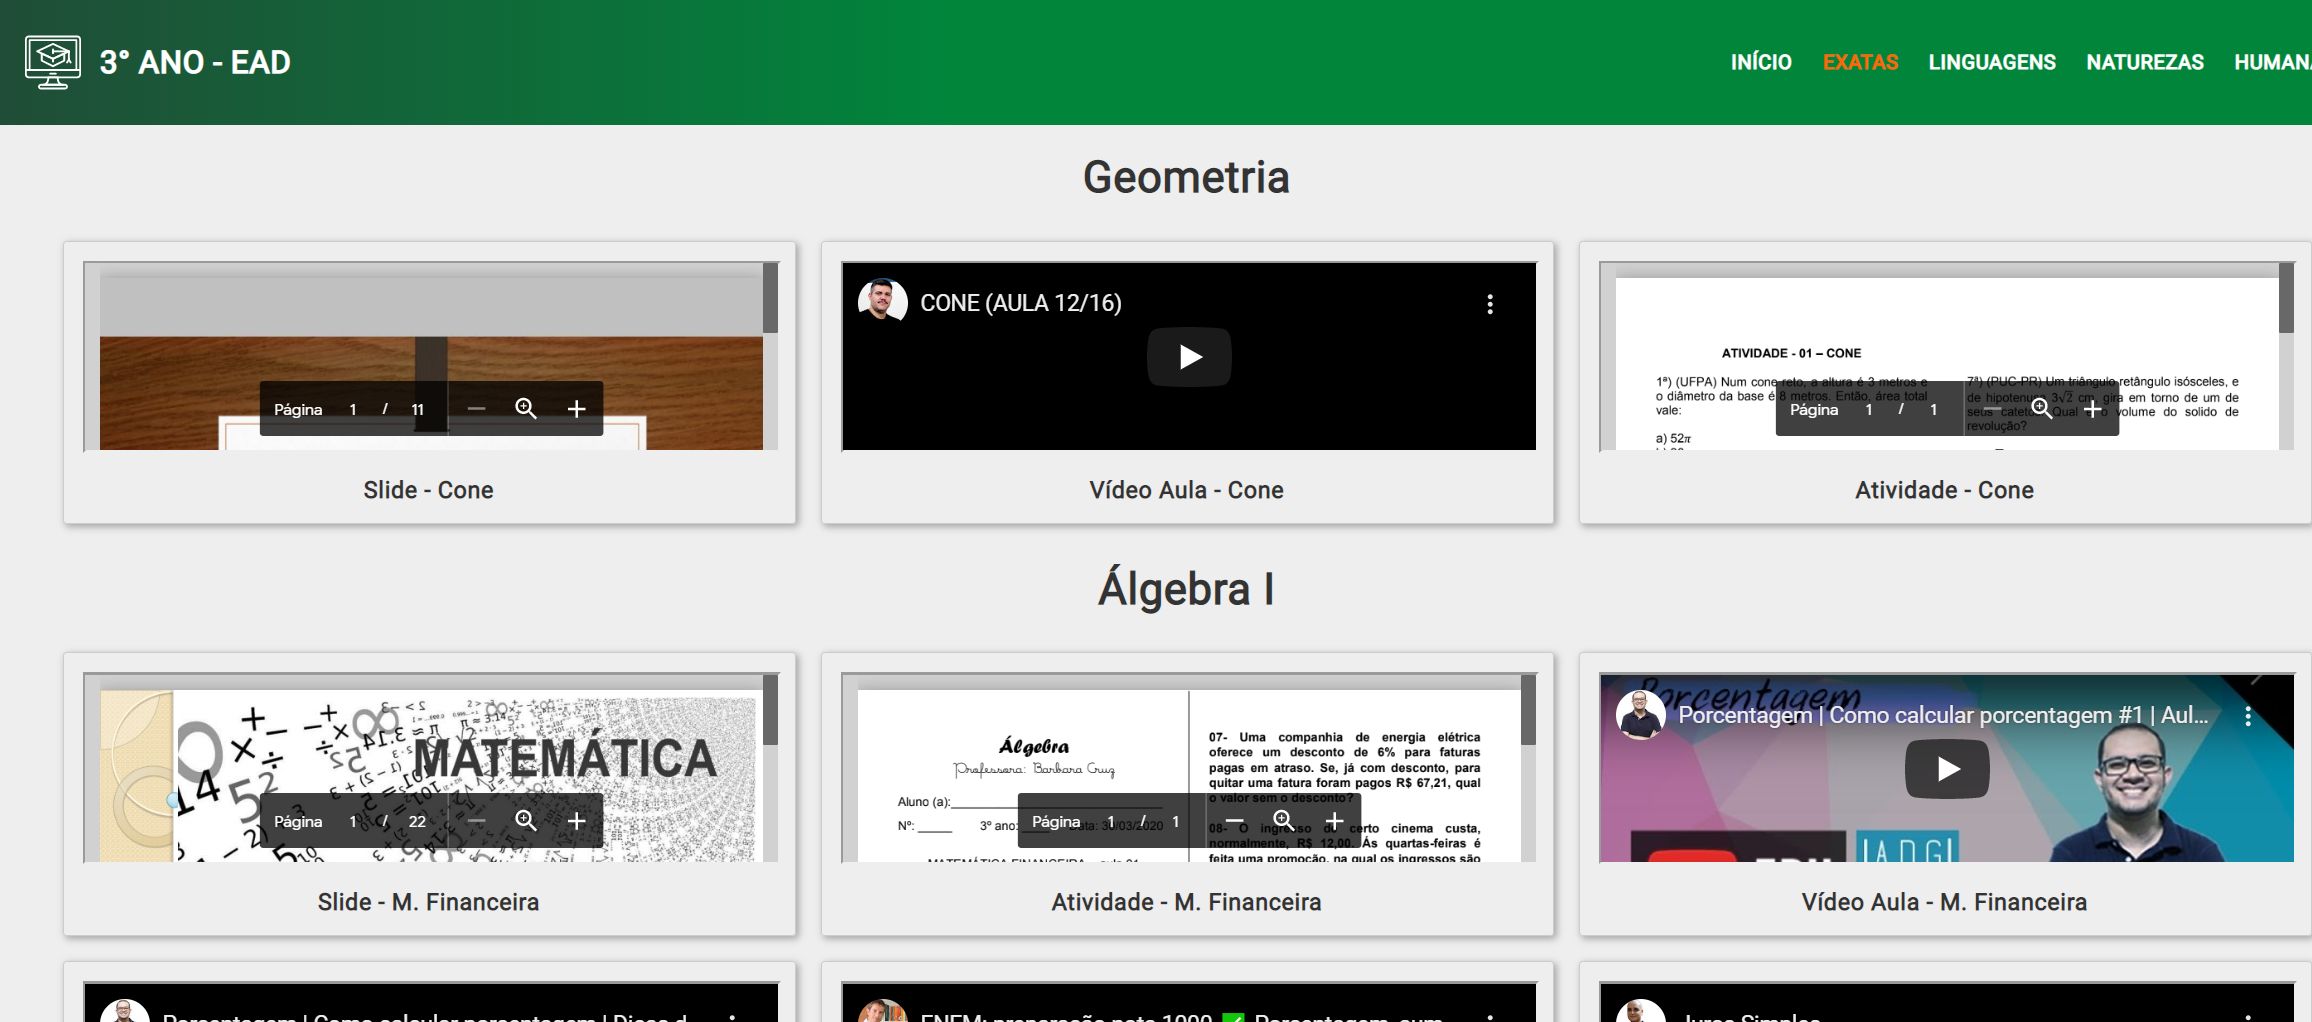 3° ANO - EAD
INÍCIO EXATAS LINGUAGENS NATUREZAS HUMAN
Geometria
Página 1 / 11
Slide - Cone
CONE (AULA 12/16)
Vídeo Aula - Cone
ATIVIDADE - 01 – CONE
1ª) (UFPA) Num cone reto, a altura é 3 metros e
o diâmetro da base é 8 metros. Então, área total
vale:
a) 52π
7ª) (PUC-PR) Um triângulo retângulo isósceles, e
de hipotenusa 3√2 cm, gira em torno de um de
seus catetos. Qual é o volume do solido de
revolução?
Página 1 / 1
Atividade - Cone
Álgebra I
MATEMÁTICA
Página 1 / 22
Slide - M. Financeira
Álgebra
Professora: Barbara Cruz
Aluno (a):
Nº: 3º ano: Data: 30/03/2020
MATEMÁTICA FINANCEIRA – aula 01
07- Uma companhia de energia elétrica
oferece um desconto de 6% para faturas
pagas em atraso. Se, já com desconto, para
quitar uma fatura foram pagos R$ 67,21, qual
o valor sem o desconto?
08- O ingresso de certo cinema custa,
normalmente, R$ 12,00. Ás quartas-feiras é
feita uma promoção, na qual os ingressos são
Página 1 / 1
Atividade - M. Financeira
Porcentagem
Porcentagem | Como calcular porcentagem #1 | Aul...
Vídeo Aula - M. Financeira
Porcentagem | Como calcular porcentagem | Dicas d
ENEM: preparação nota 1000 ✅ Porcentagem, aum
Juros Simples